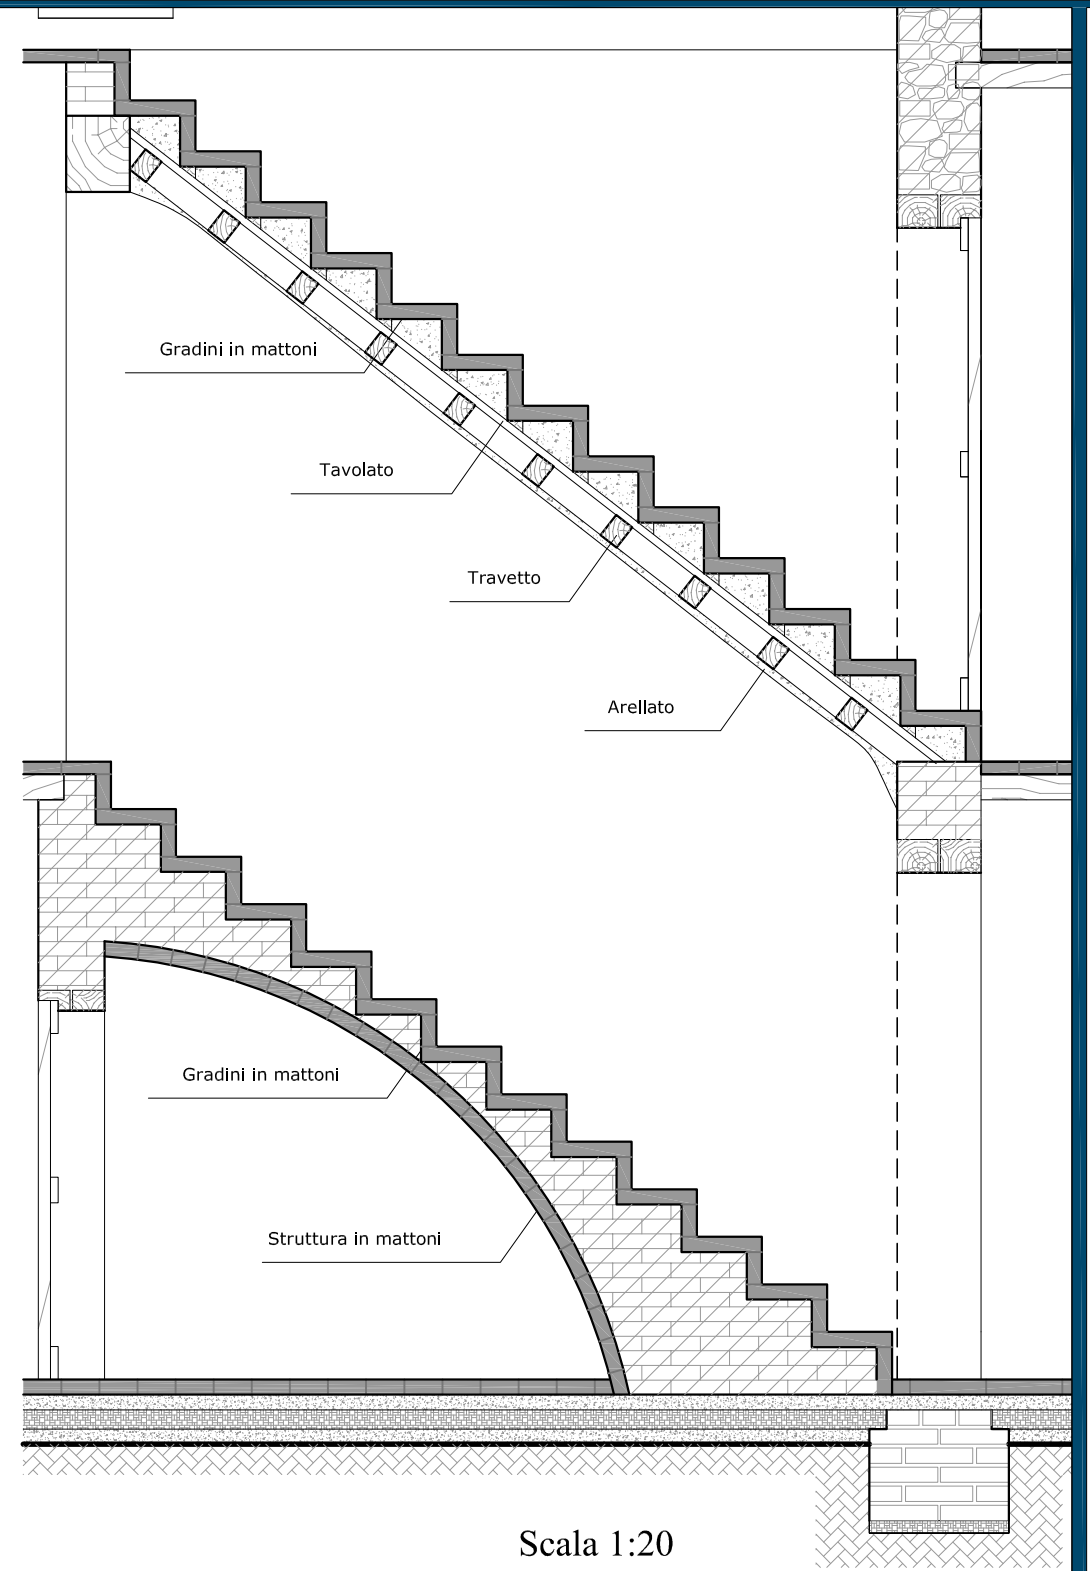 Gradini in mattoni
Tavolato
Travetto
Arellato
Gradini in mattoni
Struttura in mattoni
Scala 1:20